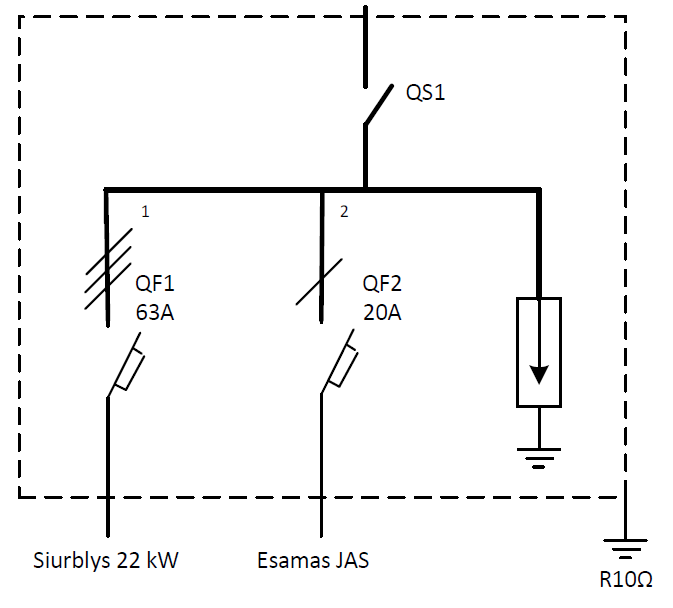 QS1
1
2
QF1
63A
QF2
20A
Siurblys 22 kW
Esamas JAS
R10Ω